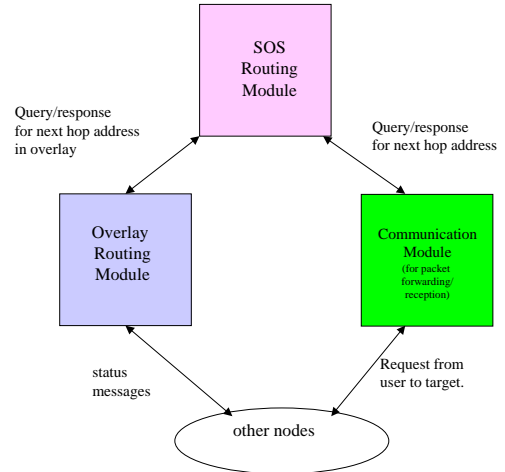 SOS
Routing
Module
Query/response
for next hop address
in overlay
Query/response
for next hop address
Overlay
Routing
Module
Communication
Module
(for packet
forwarding/
reception)
status
messages
Request from
user to target.
other nodes